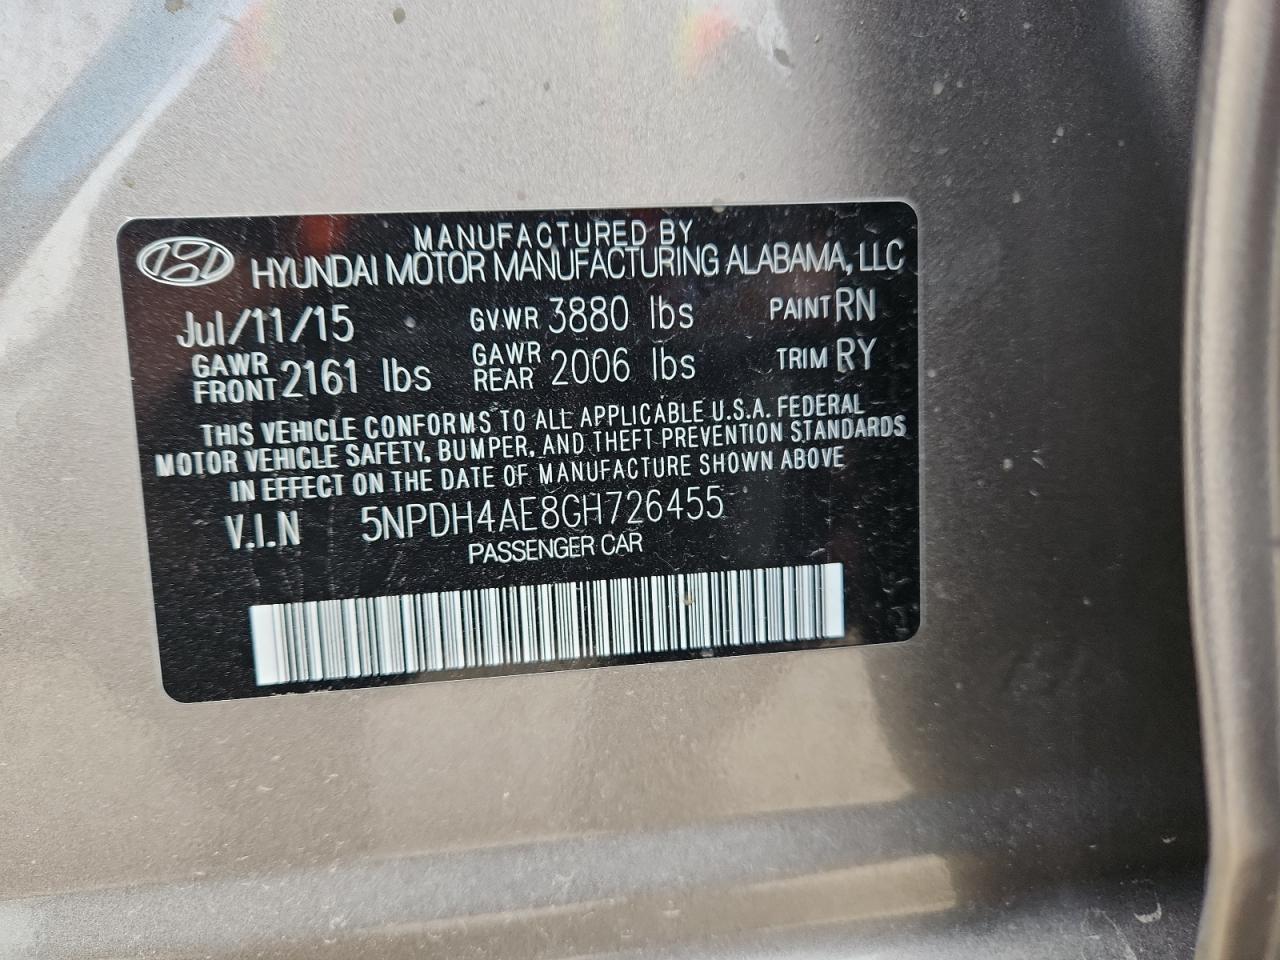 MANUFACTURED BY
HYUNDAI MOTOR MANUFACTURING ALABAMA, LLC
Jul/11/15 GVWR 3880 lbs PAINT RN
GAWR FRONT 2161 lbs GAWR REAR 2006 lbs TRIM RY
THIS VEHICLE CONFORMS TO ALL APPLICABLE U.S.A. FEDERAL
MOTOR VEHICLE SAFETY, BUMPER, AND THEFT PREVENTION STANDARDS
IN EFFECT ON THE DATE OF MANUFACTURE SHOWN ABOVE
V.I.N 5NPDH4AE8GH726455
PASSENGER CAR